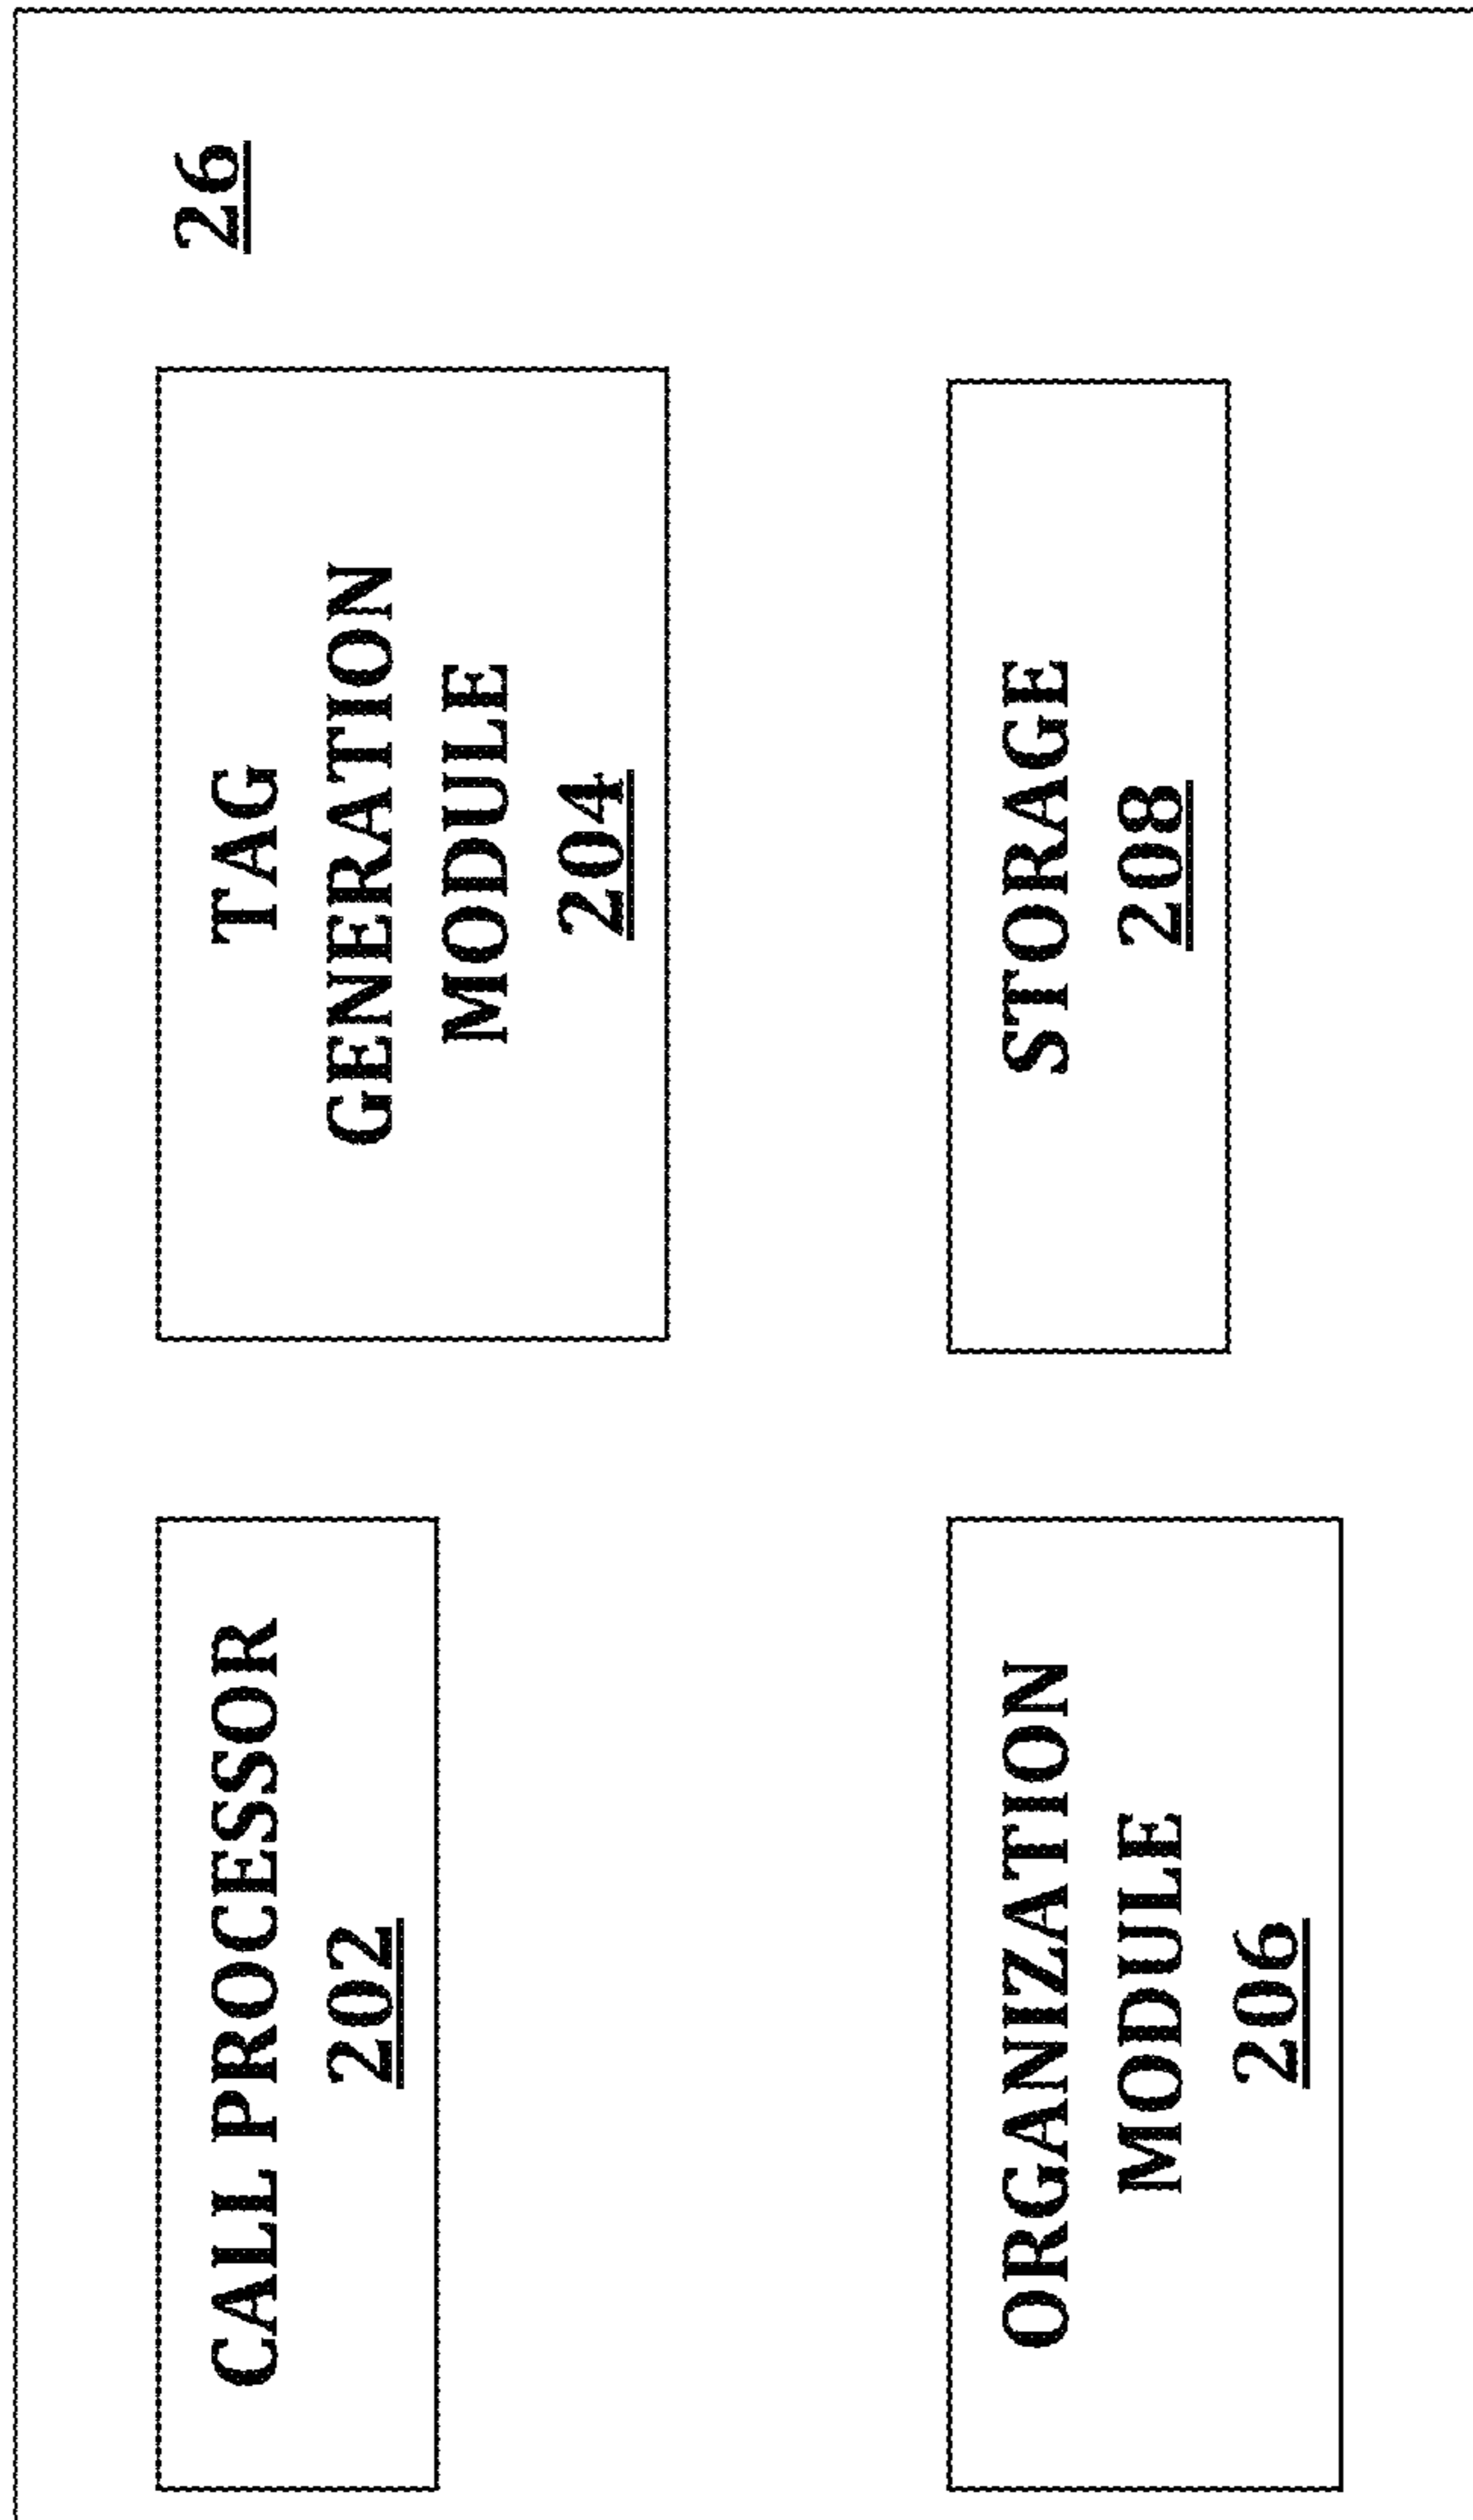 26
CALL PROCESSOR
202
TAG
GENERATION
MODULE
204
ORGANIZATION
MODULE
206
STORAGE
208